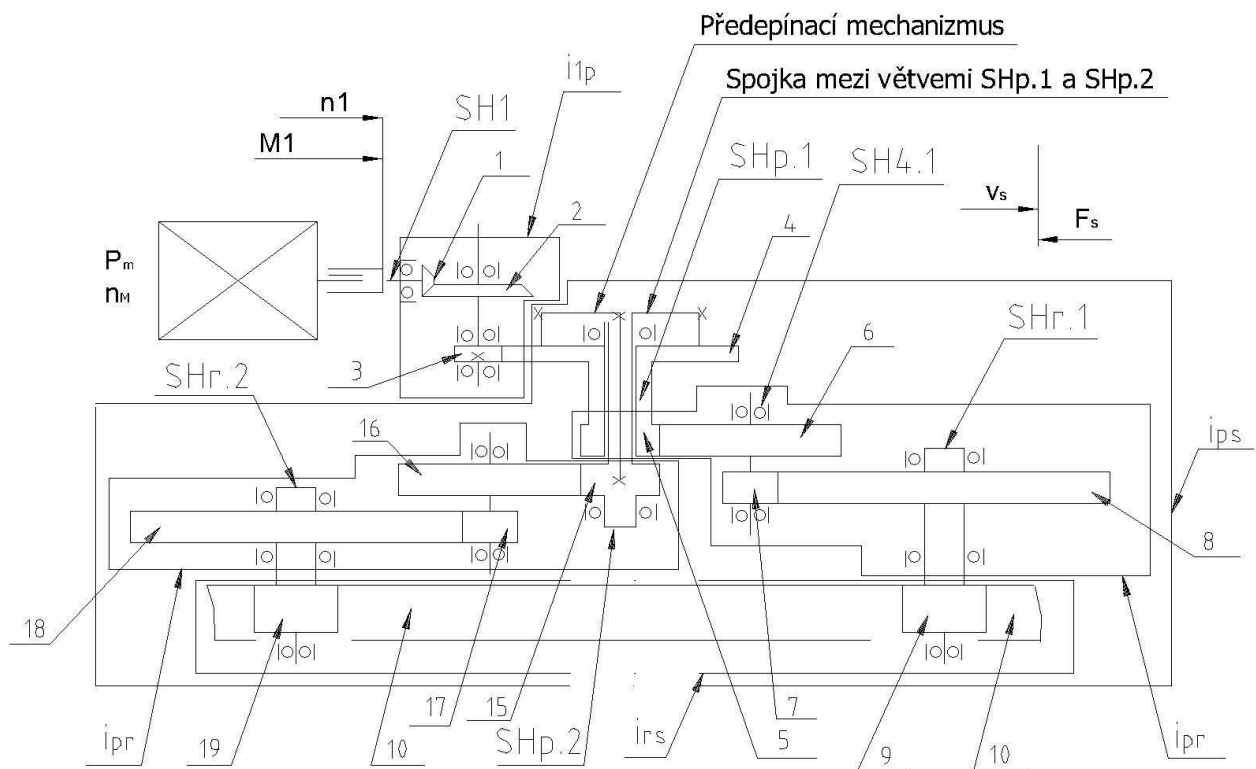 Předepínací mechanizmus
i1p
Spojka mezi větvemi SHp.1 a SHp.2
n1
SH1
M1
1
SHp.1
SH4.1
2
4
vs
Fs
Pm
nM
SHr.1
3
6
SHr.2
16
ips
8
18
17
15
7
ipr
19
10
SHp.2
irs
5
9
10
ipr